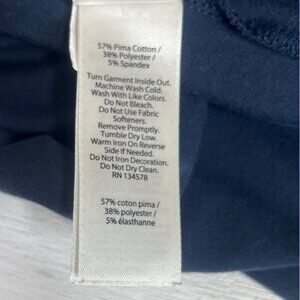 57% Pima Cotton /
38% Polyester /
5% Spandex
Turn Garment Inside Out.
Machine Wash Cold.
Wash With Like Colors.
Do Not Bleach.
Do Not Use Fabric
Softeners.
Remove Promptly.
Tumble Dry Low.
Warm Iron On Reverse
Side If Needed.
Do Not Iron Decoration.
Do Not Dry Clean.
RN 134578
57% coton pima /
38% polyester /
5% élasthanne